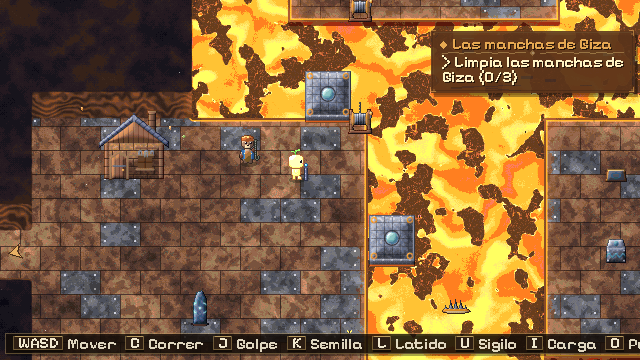 Las manchas de Giza
Limpia las manchas de
Giza (0/3)
WASD Mover C Correr J Golpe K Semilla L Latido U Sigilo I Carga O